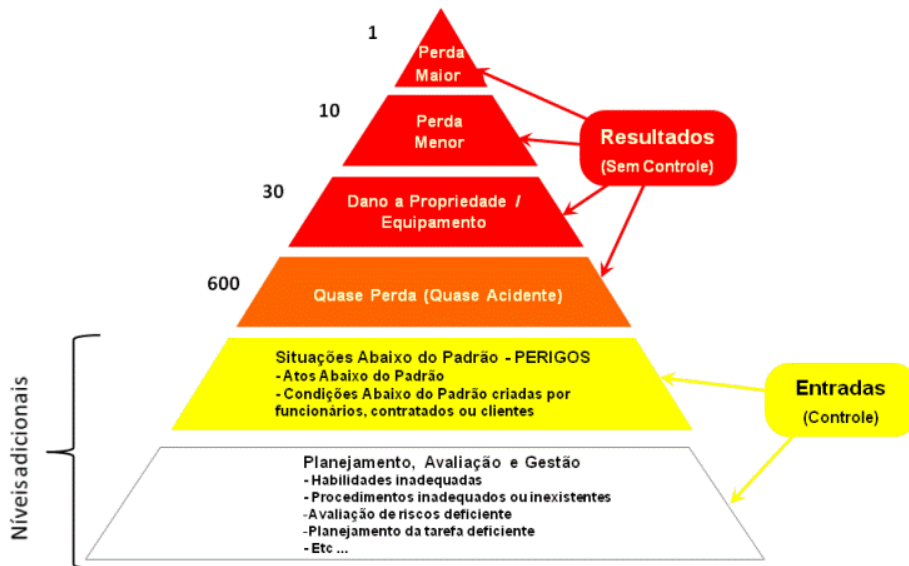 1
Perda
Maior
10
Perda
Menor
Resultados
(Sem Controle)
30
Dano a Propriedade /
Equipamento
600
Quase Perda (Quase Acidente)
Níveisadicionais
Situações Abaixo do Padrão - PERIGOS
- Atos Abaixo do Padrão
- Condições Abaixo do Padrão criadas por
funcionários, contratados ou clientes
Entradas
(Controle)
Planejamento, Avaliação e Gestão
- Habilidades inadequadas
- Procedimentos inadequados ou inexistentes
-Avaliação de riscos deficiente
-Planejamento da tarefa deficiente
- Etc ...